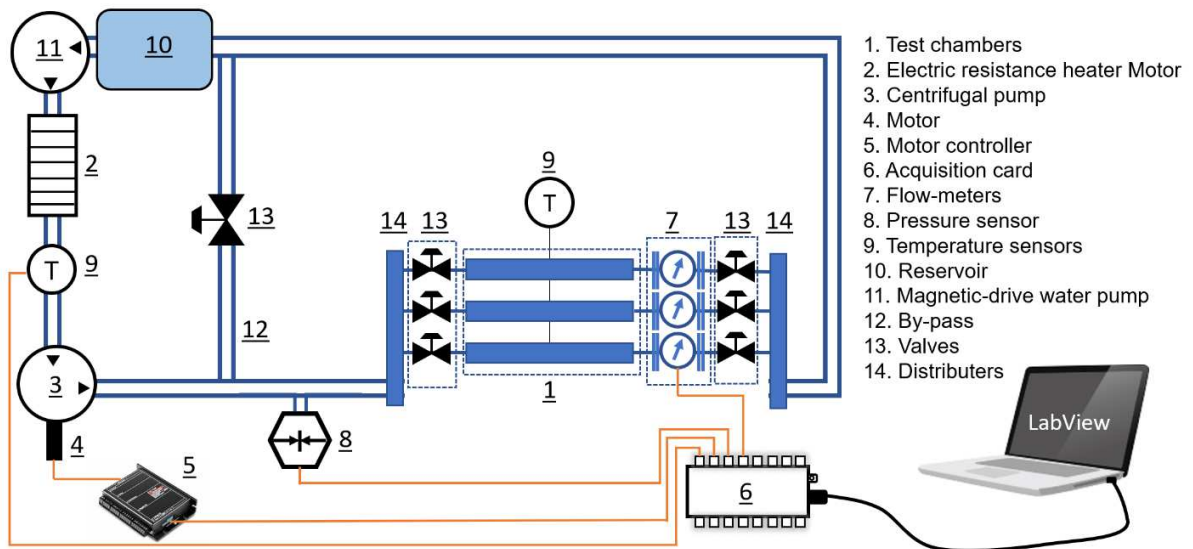 11
10
1. Test chambers
2. Electric resistance heater Motor
3. Centrifugal pump
4. Motor
5. Motor controller
6. Acquisition card
7. Flow-meters
8. Pressure sensor
9. Temperature sensors
10. Reservoir
11. Magnetic-drive water pump
12. By-pass
13. Valves
14. Distributers
2
9
T
13
14
13
7
13
14
T
9
12
3
1
4
8
5
6
LabView